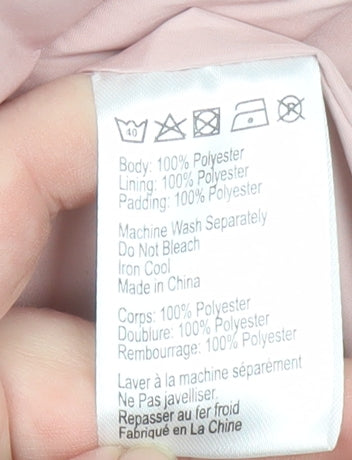 40 P
Body: 100% Polyester
Lining: 100% Polyester
Padding: 100% Polyester
Machine Wash Separately
Do Not Bleach
Iron Cool
Made in China
Corps: 100% Polyester
Doublure: 100% Polyester
Rembourrage: 100% Polyester
Laver à la machine séparément
Ne Pas javelliser.
Repasser au fer froid
Fabriqué en La Chine